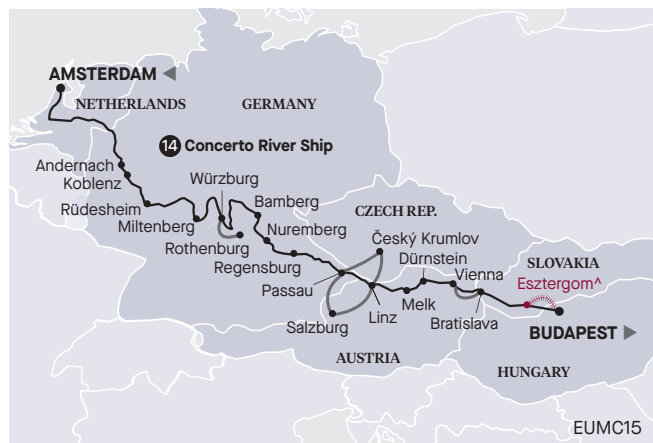 AMSTERDAM ◀
NETHERLANDS
GERMANY
14 Concerto River Ship
Andernach
Koblenz
Würzburg
Rüdesheim
Bamberg
Miltenberg
CZECH REP.
Nuremberg
Rothenburg
Český Krumlov
Regensburg
Dürnstein
SLOVAKIA
Passau
Vienna
Esztergom^
Melk
Salzburg
Linz
Bratislava
BUDAPEST ▶
AUSTRIA
HUNGARY
EUMC15